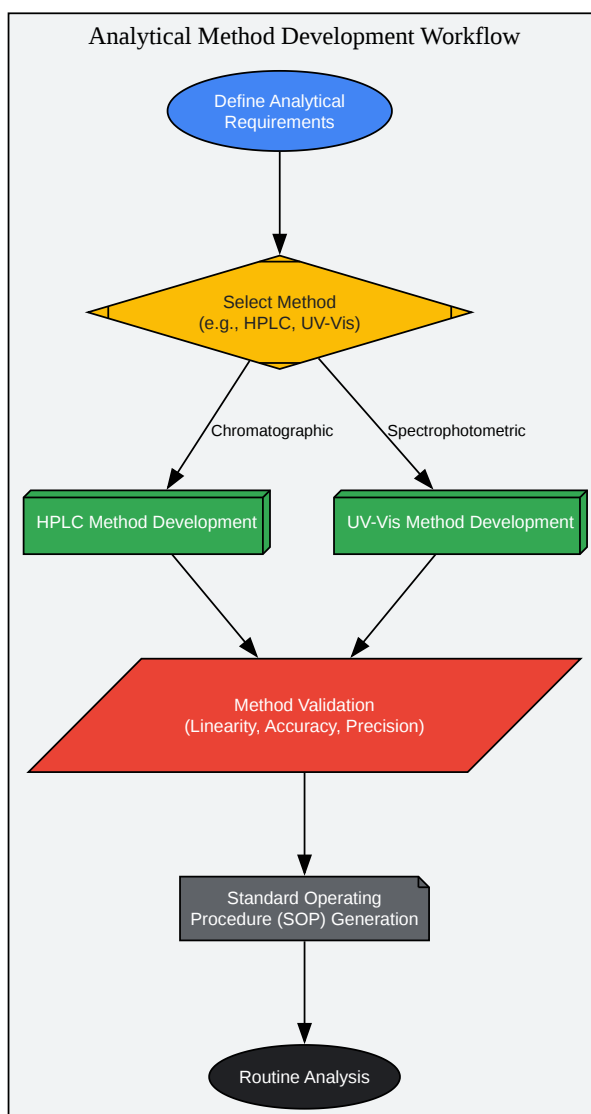 Analytical Method Development Workflow
Define Analytical
Requirements
Select Method
(e.g., HPLC, UV-Vis)
Chromatographic
Spectrophotometric
HPLC Method Development
UV-Vis Method Development
Method Validation
(Linearity, Accuracy, Precision)
Standard Operating
Procedure (SOP) Generation
Routine Analysis